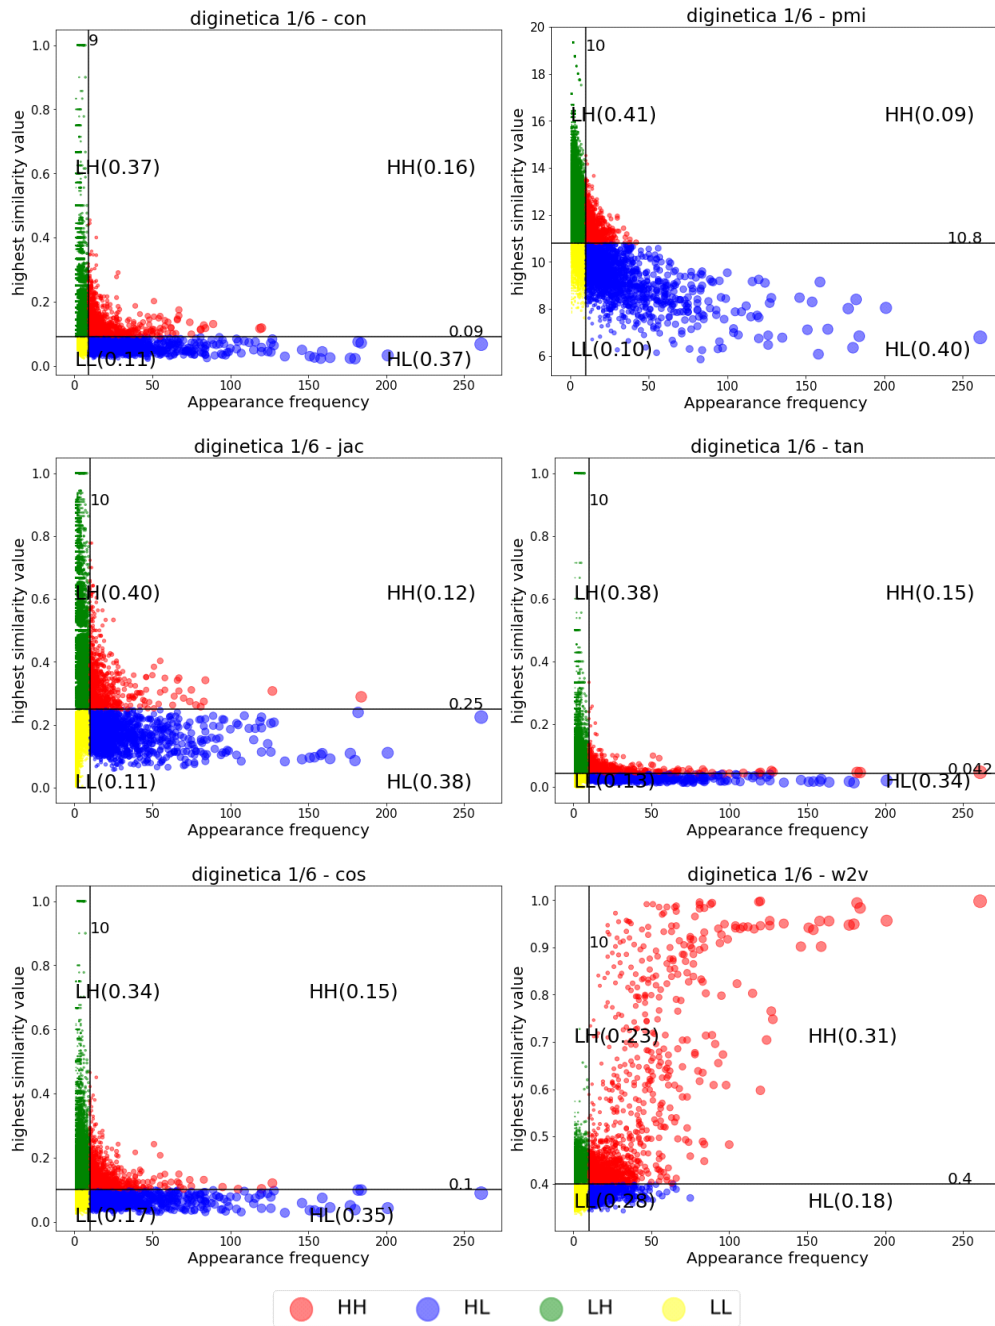 diginetica 1/6 - con
highest similarity value
1.0
0.8
0.6
0.4
0.2
0.0
9
LH(0.37)
HH(0.16)
0.09
LL(0.11)
HL(0.37)
0
50
100
150
200
250
Appearance frequency
diginetica 1/6 - pmi
highest similarity value
20
18
16
14
12
10
8
6
10
LH(0.41)
HH(0.09)
10.8
LL(0.10)
HL(0.40)
0
50
100
150
200
250
Appearance frequency
diginetica 1/6 - jac
highest similarity value
1.0
0.8
0.6
0.4
0.2
0.0
10
LH(0.40)
HH(0.12)
0.25
LL(0.11)
HL(0.38)
0
50
100
150
200
250
Appearance frequency
diginetica 1/6 - tan
highest similarity value
1.0
0.8
0.6
0.4
0.2
0.0
10
LH(0.38)
HH(0.15)
0.042
LL(0.13)
HL(0.34)
0
50
100
150
200
250
Appearance frequency
diginetica 1/6 - cos
highest similarity value
1.0
0.8
0.6
0.4
0.2
0.0
10
LH(0.34)
HH(0.15)
0.1
LL(0.17)
HL(0.35)
0
50
100
150
200
250
Appearance frequency
diginetica 1/6 - w2v
highest similarity value
1.0
0.9
0.8
0.7
0.6
0.5
0.4
10
LH(0.23)
HH(0.31)
0.4
LL(0.28)
HL(0.18)
0
50
100
150
200
250
Appearance frequency
HH HL LH LL